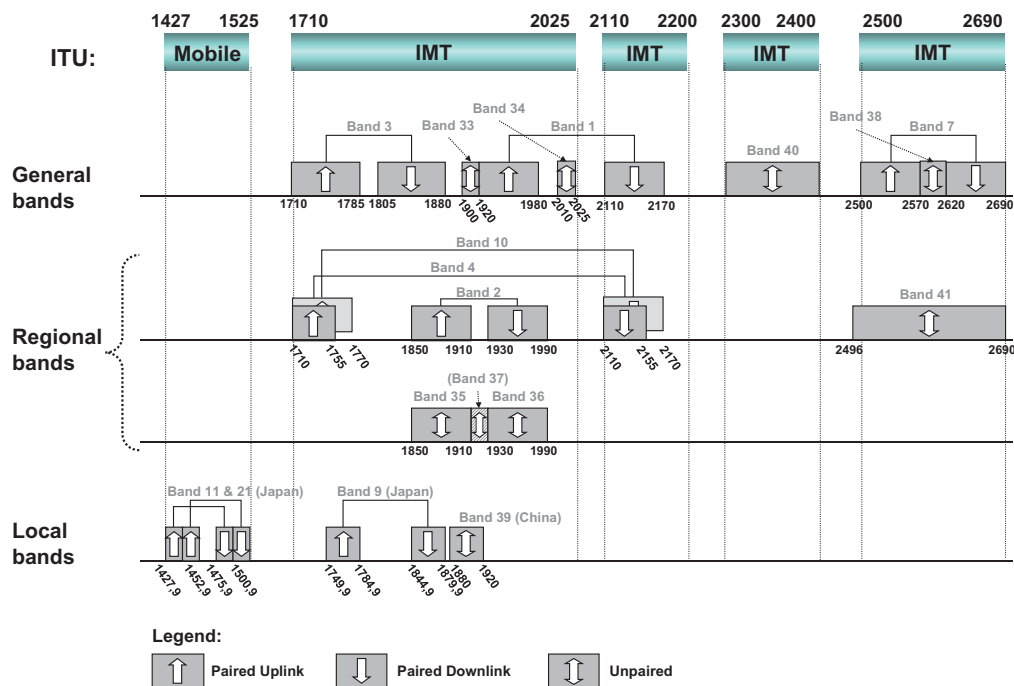 1427 1525 1710 2025 2110 2200 2300 2400 2500 2690
ITU: Mobile IMT IMT IMT IMT
Band 34
Band 3 Band 33 Band 1 Band 38 Band 7
Band 40
General
bands
1710 1785 1805 1880 1900 1920 1980 2010 2025 2110 2170 2300 2400 2500 2570 2620 2690
Band 10
Band 4
Band 2 Band 41
Regional
bands
1710 1755 1770 1850 1910 1930 1990 2110 2155 2170 2496 2690
(Band 37)
Band 35 Band 36
1850 1910 1930 1990
Band 11 & 21 (Japan) Band 9 (Japan)
Band 39 (China)
Local
bands
1427,9 1452,9 1475,9 1500,9 1749,9 1784,9 1844,9 1879,9 1880 1920
Legend:
Paired Uplink Paired Downlink Unpaired